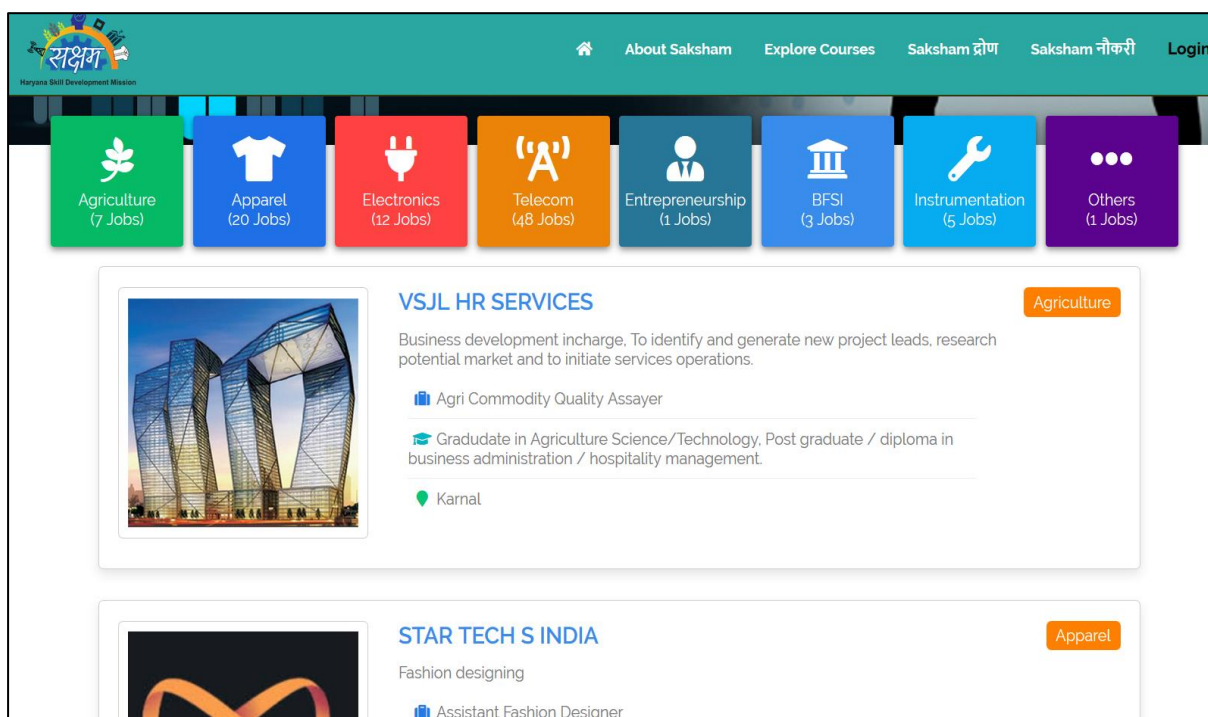 सक्षम
Haryana Skill Development Mission
About Saksham
Explore Courses
Saksham द्रोण
Saksham नौकरी
Login
Agriculture
(7 Jobs)
Apparel
(20 Jobs)
Electronics
(12 Jobs)
Telecom
(48 Jobs)
Entrepreneurship
(1 Jobs)
BFSI
(3 Jobs)
Instrumentation
(5 Jobs)
Others
(1 Jobs)
VSJL HR SERVICES
Agriculture
Business development incharge, To identify and generate new project leads, research
potential market and to initiate services operations.
Agri Commodity Quality Assayer
Gradudate in Agriculture Science/Technology, Post graduate / diploma in
business administration / hospitality management.
Karnal
STAR TECH S INDIA
Apparel
Fashion designing
Assistant Fashion Designer